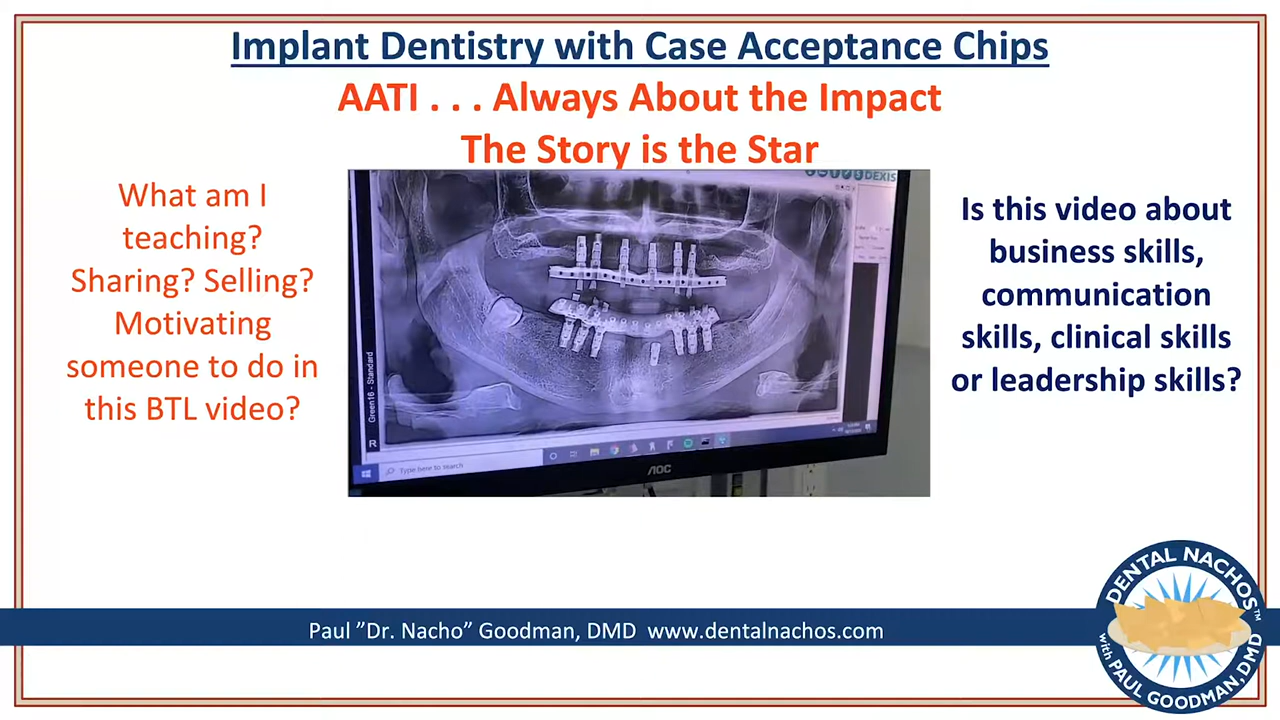 Implant Dentistry with Case Acceptance Chips
AATI . . . Always About the Impact
The Story is the Star
What am I
teaching?
Sharing? Selling?
Motivating
someone to do in
this BTL video?
DEXIS
Green16 - Standard
R
Type here to search
AOC
Is this video about
business skills,
communication
skills, clinical skills
or leadership skills?
Paul ”Dr. Nacho” Goodman, DMD www.dentalnachos.com
DENTAL NACHOS™
with PAUL GOODMAN, DMD